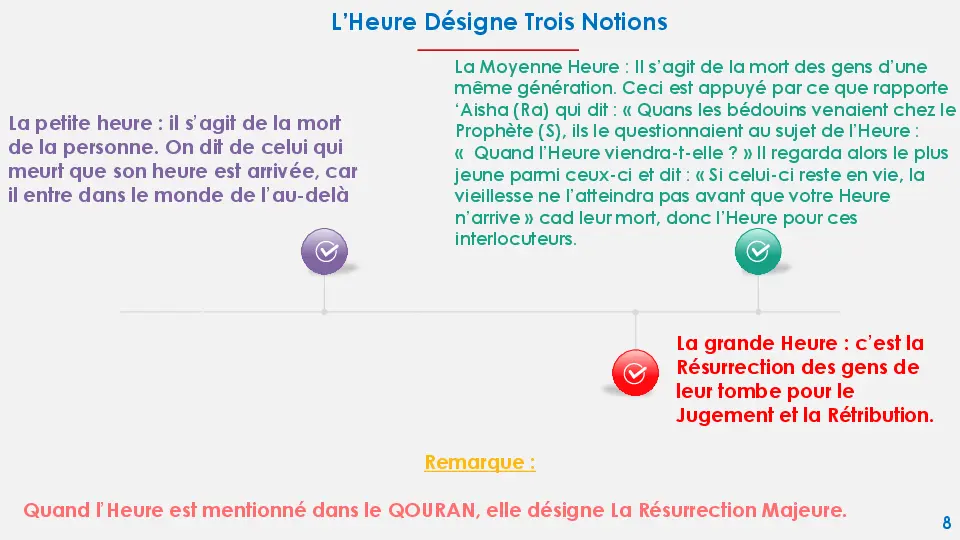 L’Heure Désigne Trois Notions
La petite heure : il s’agit de la mort
de la personne. On dit de celui qui
meurt que son heure est arrivée, car
il entre dans le monde de l’au-delà
La Moyenne Heure : Il s’agit de la mort des gens d’une
même génération. Ceci est appuyé par ce que rapporte
‘Aisha (Ra) qui dit : « Quans les bédouins venaient chez le
Prophète (S), ils le questionnaient au sujet de l’Heure :
« Quand l’Heure viendra-t-elle ? » Il regarda alors le plus
jeune parmi ceux-ci et dit : « Si celui-ci reste en vie, la
vieillesse ne l’atteindra pas avant que votre Heure
n’arrive » cad leur mort, donc l’Heure pour ces
interlocuteurs.
La grande Heure : c’est la
Résurrection des gens de
leur tombe pour le
Jugement et la Rétribution.
Remarque :
Quand l’Heure est mentionné dans le QOURAN, elle désigne La Résurrection Majeure.
8